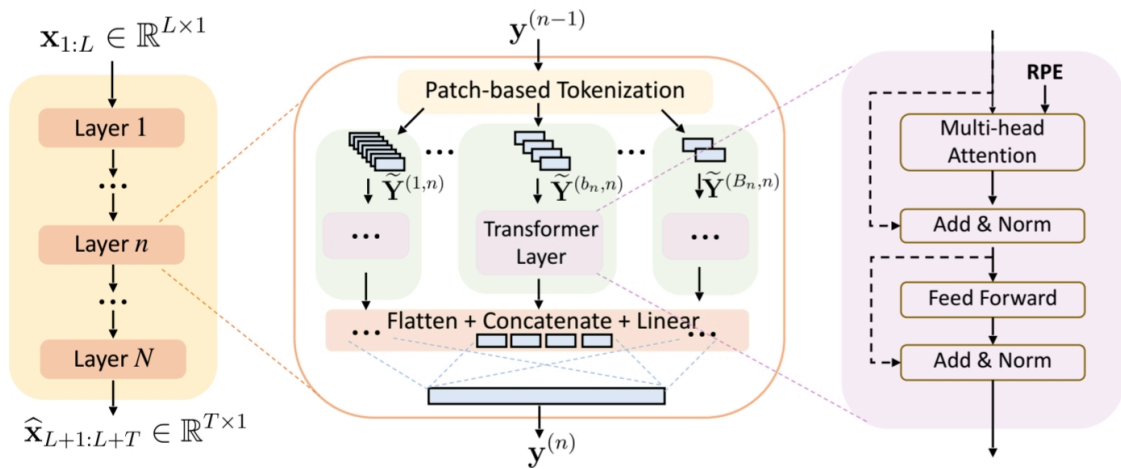 𝐱₁:L ∈ ℝ^{L×1}
Layer 1
...
Layer n
...
Layer N
𝐱̂_{L+1:L+T} ∈ ℝ^{T×1}
𝐲^{(n−1)}
Patch-based Tokenization
... ...
𝐘̃^{(1,n)} 𝐘̃^{(bₙ,n)} 𝐘̃^{(Bₙ,n)}
... Transformer ...
Layer
Flatten + Concatenate + Linear
... ...
𝐲^{(n)}
RPE
Multi-head
Attention
Add & Norm
Feed Forward
Add & Norm